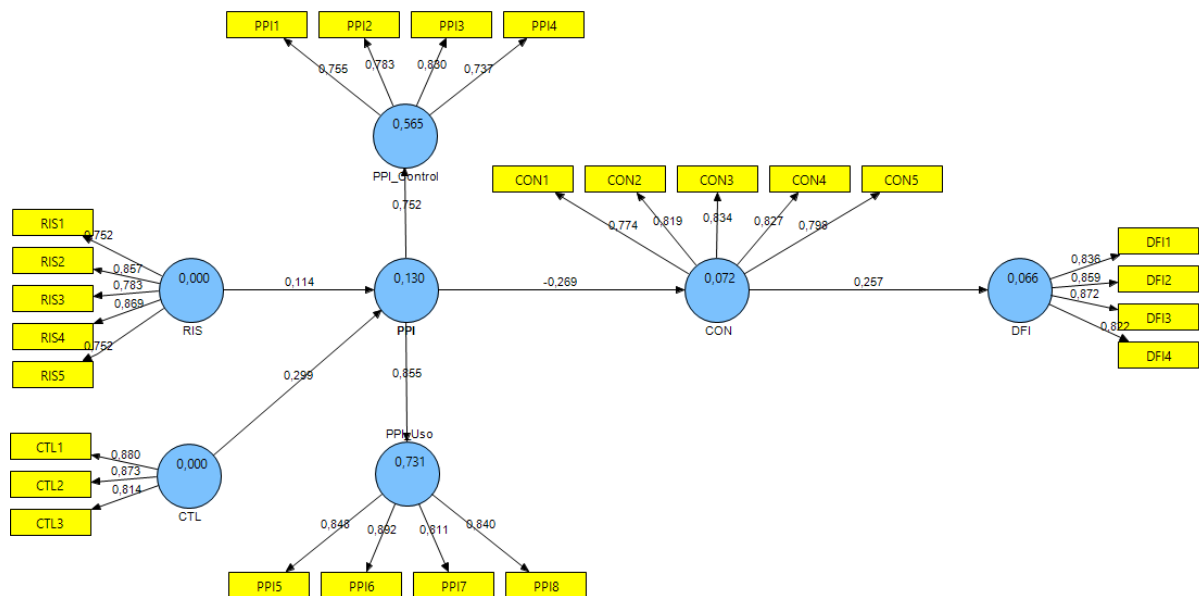 PPI1 PPI2 PPI3 PPI4
0,755 0,783 0,830 0,737
0,565
PPI_Control
CON1 CON2 CON3 CON4 CON5
0,774 0,819 0,834 0,827 0,798
0,752
RIS1
RIS2
RIS3
RIS4
RIS5
0,752
0,857
0,783
0,869
0,752
0,000
RIS
0,114
0,130
PPI
-0,269
0,072
CON
0,257
0,066
DFI
0,836
0,859
0,872
0,822
DFI1
DFI2
DFI3
DFI4
0,299
0,855
CTL1
CTL2
CTL3
0,880
0,873
0,814
0,000
CTL
PPI_Uso
0,731
0,848 0,892 0,811 0,840
PPI5 PPI6 PPI7 PPI8